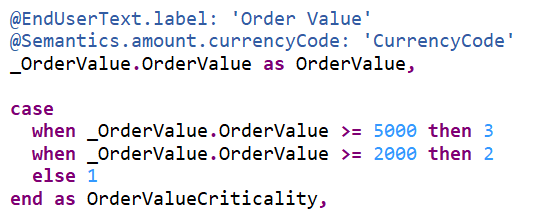 @EndUserText.label: 'Order Value'
@Semantics.amount.currencyCode: 'CurrencyCode'
_OrderValue.OrderValue as OrderValue,
case
when _OrderValue.OrderValue >= 5000 then 3
when _OrderValue.OrderValue >= 2000 then 2
else 1
end as OrderValueCriticality,